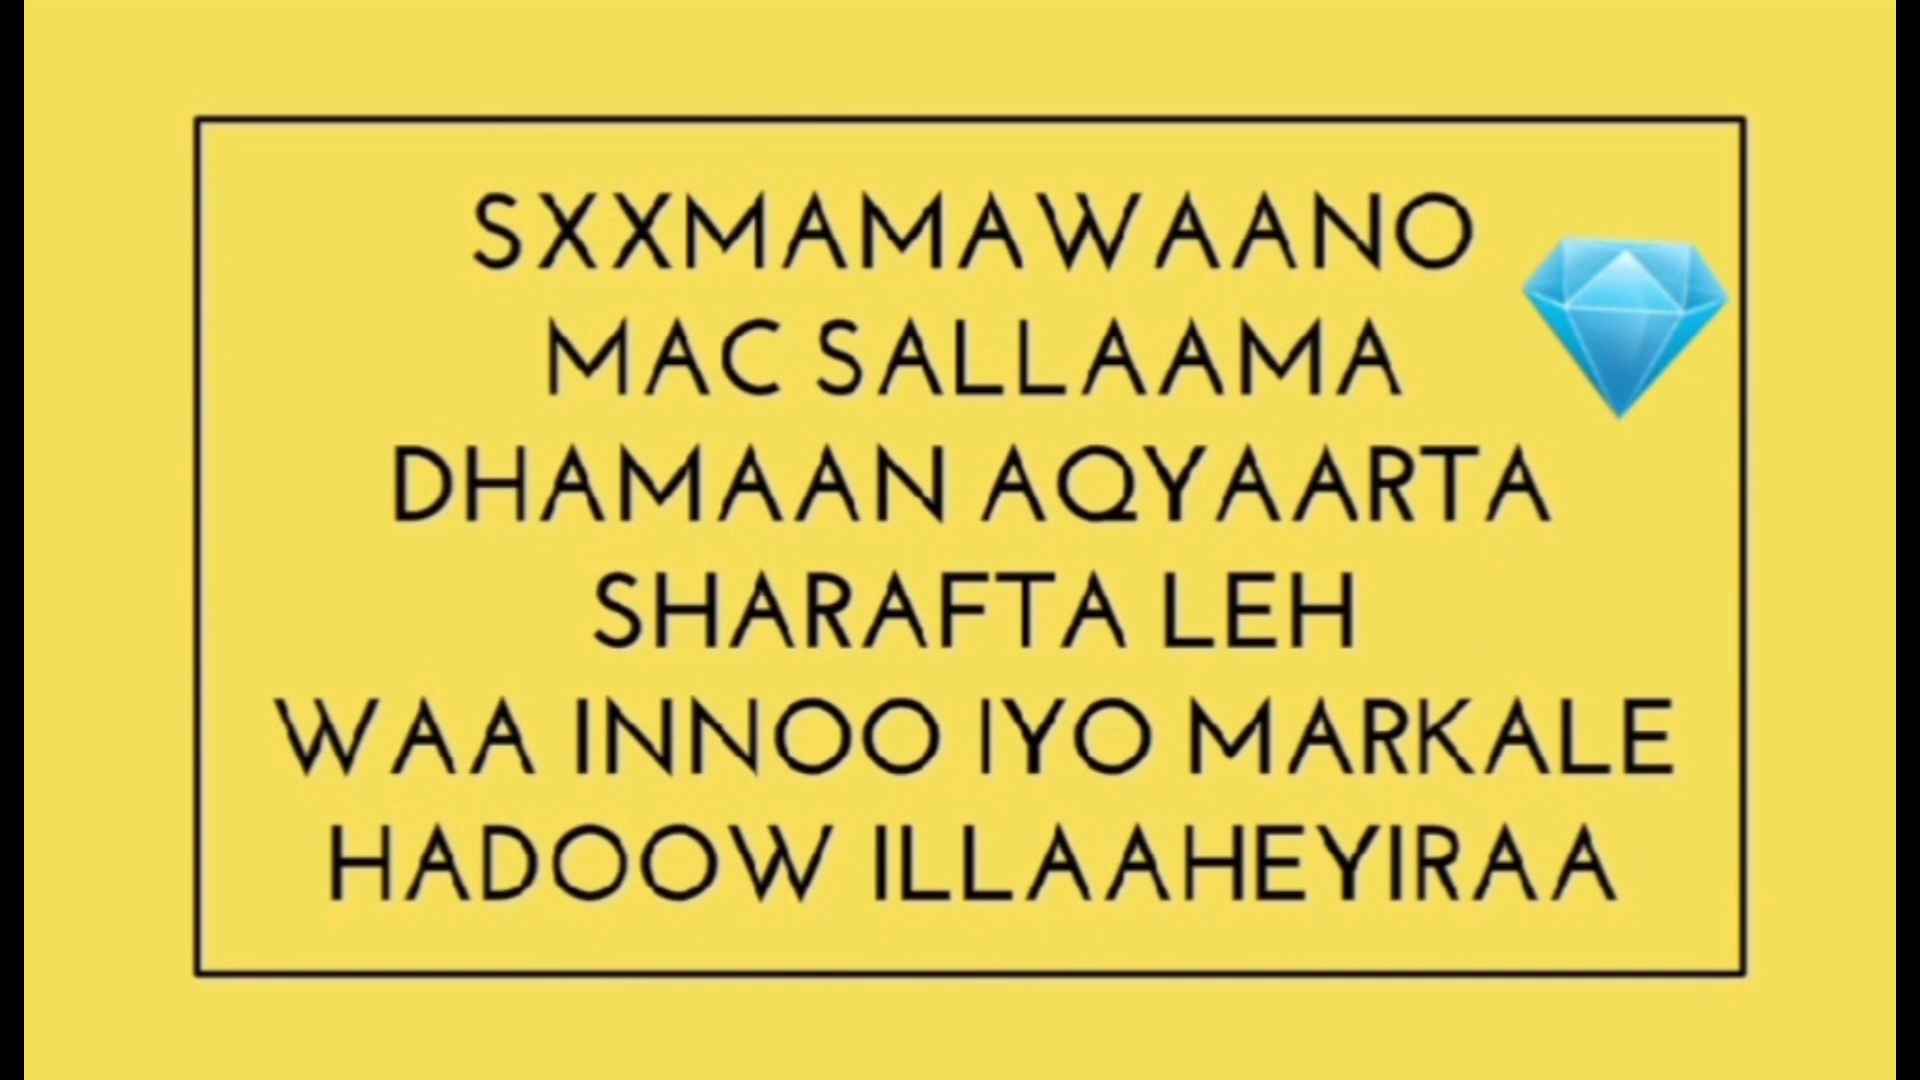 SXXMAMAWAANO
MAC SALLAAMA
DHAMAAN AQYAARTA
SHARAFTA LEH
WAA INNOO IYO MARKALE
HADOOW ILLAAHEYIRAA